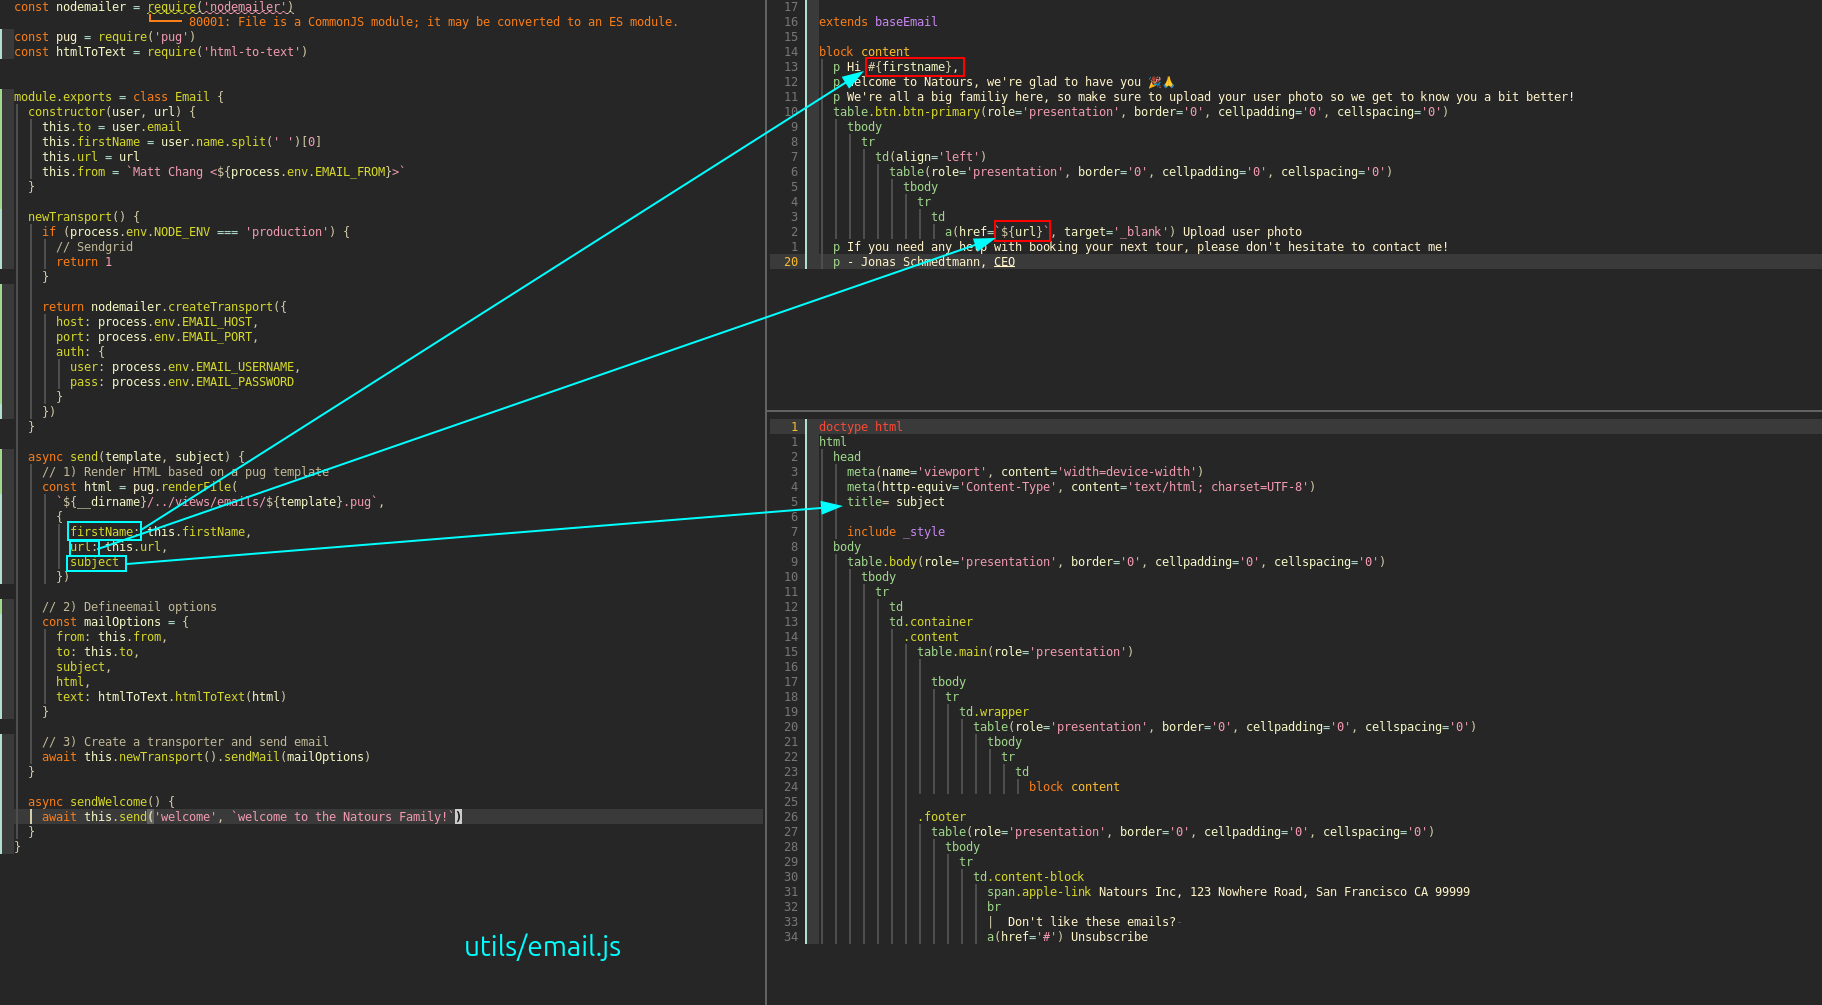 const nodemailer = require('nodemailer')
80001: File is a CommonJS module; it may be converted to an ES module.
const pug = require('pug')
const htmlToText = require('html-to-text')
module.exports = class Email {
constructor(user, url) {
this.to = user.email
this.firstName = user.name.split(' ')[0]
this.url = url
this.from = `Matt Chang <${process.env.EMAIL_FROM}>`
}
newTransport() {
if (process.env.NODE_ENV === 'production') {
// Sendgrid
return 1
}
return nodemailer.createTransport({
host: process.env.EMAIL_HOST,
port: process.env.EMAIL_PORT,
auth: {
user: process.env.EMAIL_USERNAME,
pass: process.env.EMAIL_PASSWORD
}
})
}
async send(template, subject) {
// 1) Render HTML based on a pug template
const html = pug.renderFile(
`${__dirname}/../views/emails/${template}.pug`,
{
firstName: this.firstName,
url: this.url,
subject
})
// 2) Defineemail options
const mailOptions = {
from: this.from,
to: this.to,
subject,
html,
text: htmlToText.htmlToText(html)
}
// 3) Create a transporter and send email
await this.newTransport().sendMail(mailOptions)
}
async sendWelcome() {
await this.send('welcome', `welcome to the Natours Family!`)
}
}
utils/email.js
17
16 extends baseEmail
15
14 block content
13 p Hi #{firstname},
12 p Welcome to Natours, we're glad to have you 🎉🙏
11 p We're all a big familiy here, so make sure to upload your user photo so we get to know you a bit better!
10 table.btn.btn-primary(role='presentation', border='0', cellpadding='0', cellspacing='0')
9 tbody
8 tr
7 td(align='left')
6 table(role='presentation', border='0', cellpadding='0', cellspacing='0')
5 tbody
4 tr
3 td
2 a(href=`${url}`, target='_blank') Upload user photo
1 p If you need any help with booking your next tour, please don't hesitate to contact me!
20 p - Jonas Schmedtmann, CEO
1 doctype html
1 html
2 head
3 meta(name='viewport', content='width=device-width')
4 meta(http-equiv='Content-Type', content='text/html; charset=UTF-8')
5 title= subject
6
7 include _style
8 body
9 table.body(role='presentation', border='0', cellpadding='0', cellspacing='0')
10 tbody
11 tr
12 td
13 td.container
14 .content
15 table.main(role='presentation')
16
17 tbody
18 tr
19 td.wrapper
20 table(role='presentation', border='0', cellpadding='0', cellspacing='0')
21 tbody
22 tr
23 td
24 block content
25
26 .footer
27 table(role='presentation', border='0', cellpadding='0', cellspacing='0')
28 tbody
29 tr
30 td.content-block
31 span.apple-link Natours Inc, 123 Nowhere Road, San Francisco CA 99999
32 br
33 | Don't like these emails?-
34 a(href='#') Unsubscribe